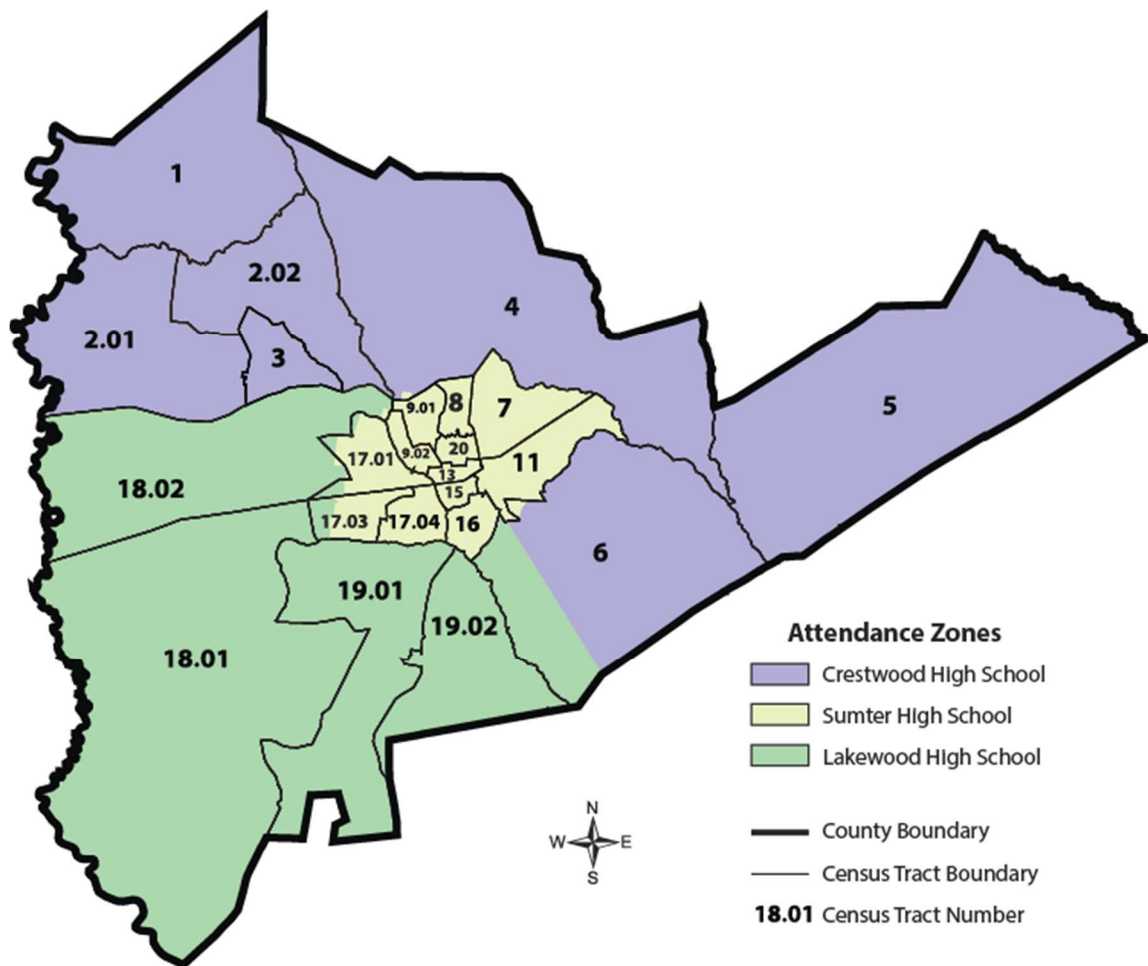 1
2.02
4
2.01
3
5
9.01
8
7
17.01
9.02
20
11
13
18.02
15
17.03
17.04
16
6
19.01
19.02
18.01
Attendance Zones
Crestwood High School
Sumter High School
Lakewood High School
N
W
E
S
County Boundary
Census Tract Boundary
18.01 Census Tract Number